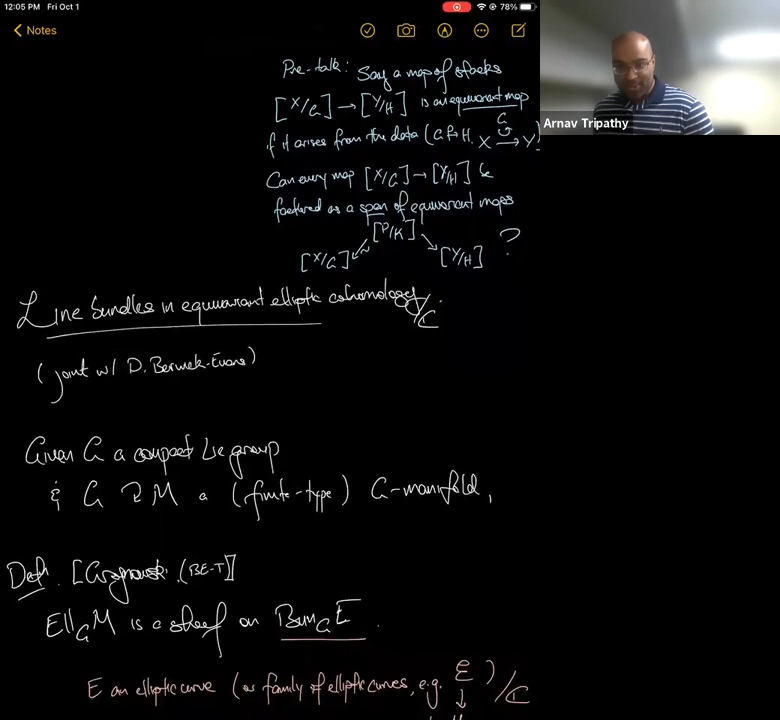 12:05 PM Fri Oct 1
78%
Notes
Arnav Tripathy
Pre-talk: Say a map of stacks
[X/G] → [Y/H] is an equivariant map
if it arises from the data (G → H, G ↻ X → Y)
Can every map [X/G] → [Y/H] be
factored as a span of equivariant maps
[P/K]
[X/G] ↙ ↘ [Y/H] ?
Line bundles in equivariant elliptic cohomology/ℂ.
(joint w/ D. Berwick-Evans)
Given G a compact Lie group
& G ↻ M a (finite-type) G-manifold,
Defn. [Grojnowski, (BE-T)]
Ell_G M is a sheaf on Bun_G E.
E an elliptic curve (or family of elliptic curves, e.g. ℰ ↓ )/ℂ